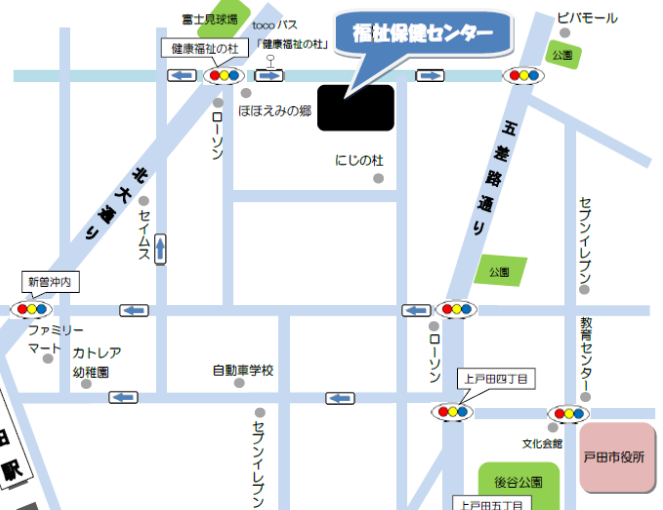 富士見球場
tocoバス
「健康福祉の杜」
福祉保健センター
ビバモール
公園
健康福祉の杜
ほほえみの郷
ローソン
にじの杜
五差路通り
北大通り
セイムス
セブンイレブン
公園
新曽沖内
ファミリー
マート
カトレア
幼稚園
自動車学校
ローソン
教育センター
上戸田四丁目
セブンイレブン
文化会館
戸田市役所
後谷公園
上戸田五丁目
田駅